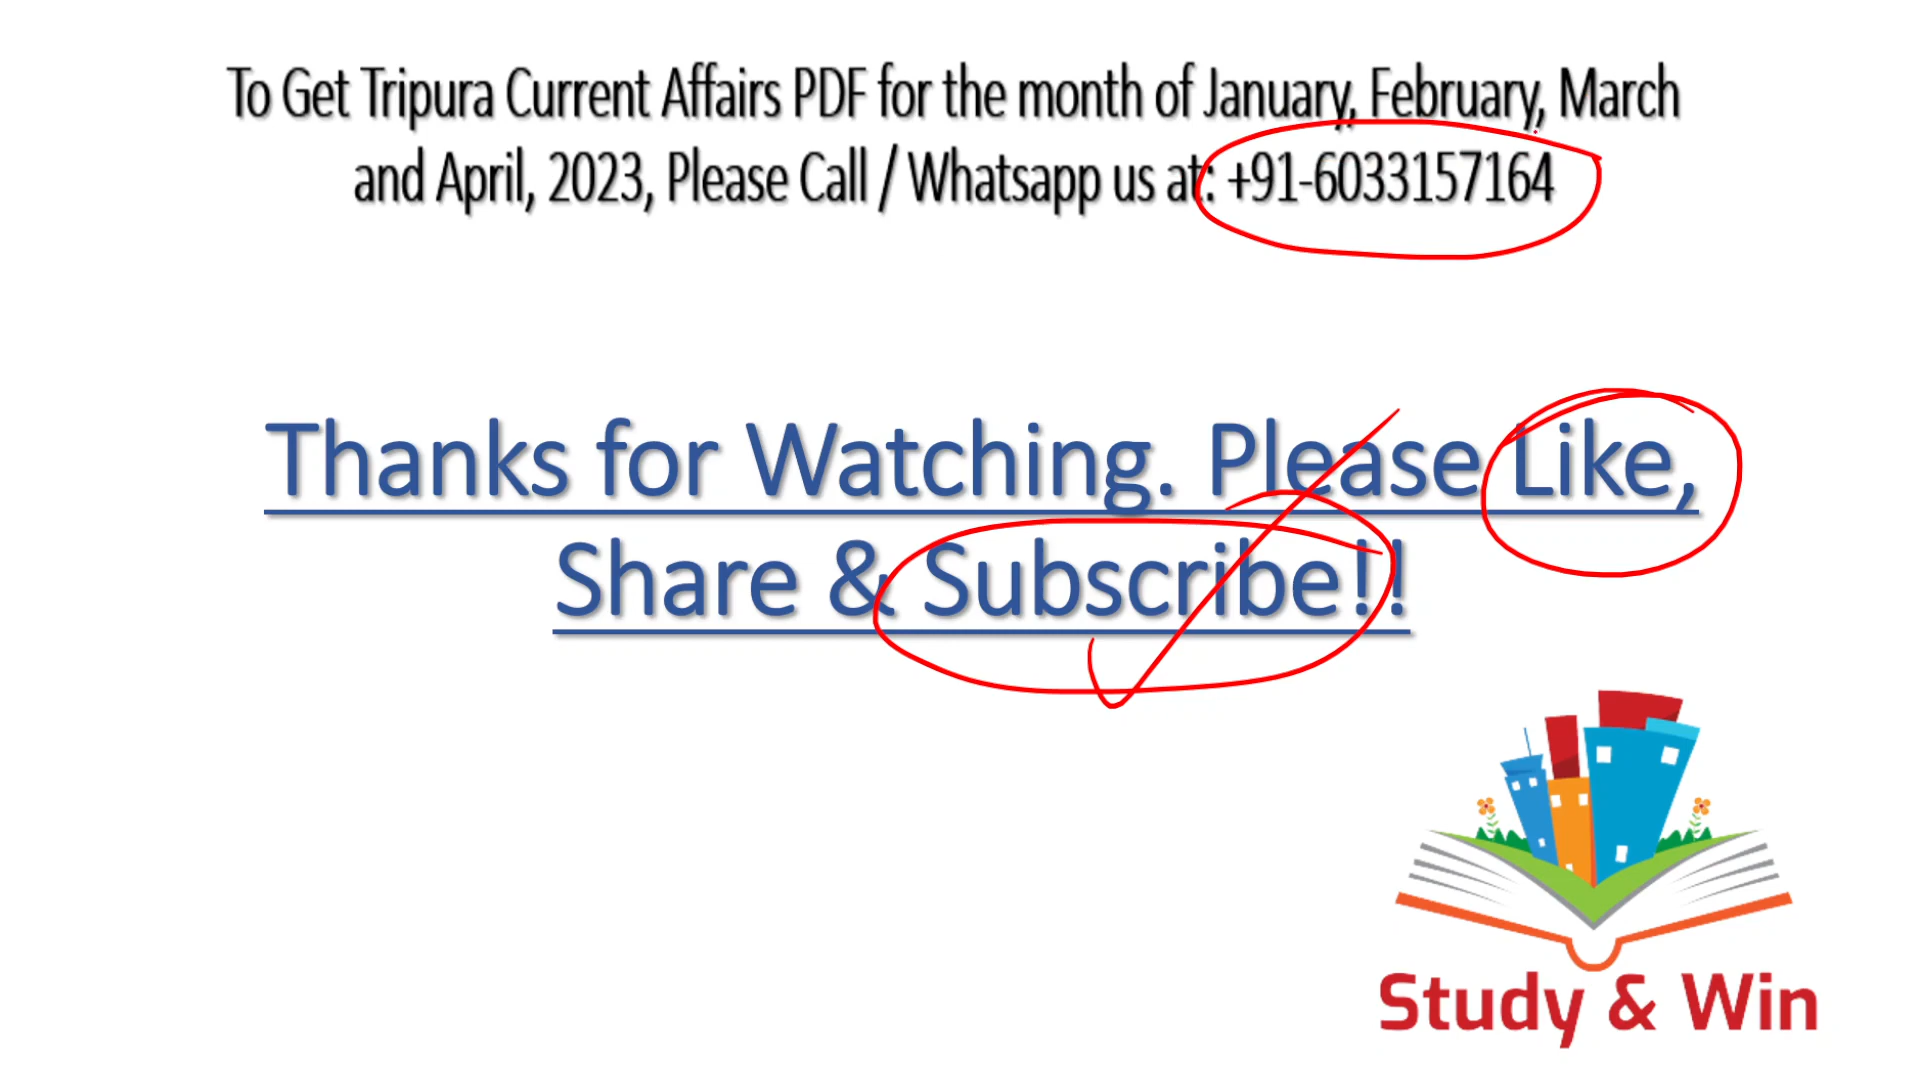 To Get Tripura Current Affairs PDF for the month of January, February, March
and April, 2023, Please Call / Whatsapp us at: +91-6033157164
Thanks for Watching. Please Like,
Share & Subscribe!!
Study & Win